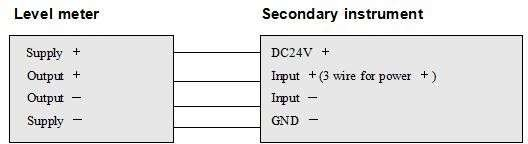 Level meter
Secondary instrument
Supply +
Output +
Output −
Supply −
DC24V +
Input +(3 wire for power +)
Input −
GND −